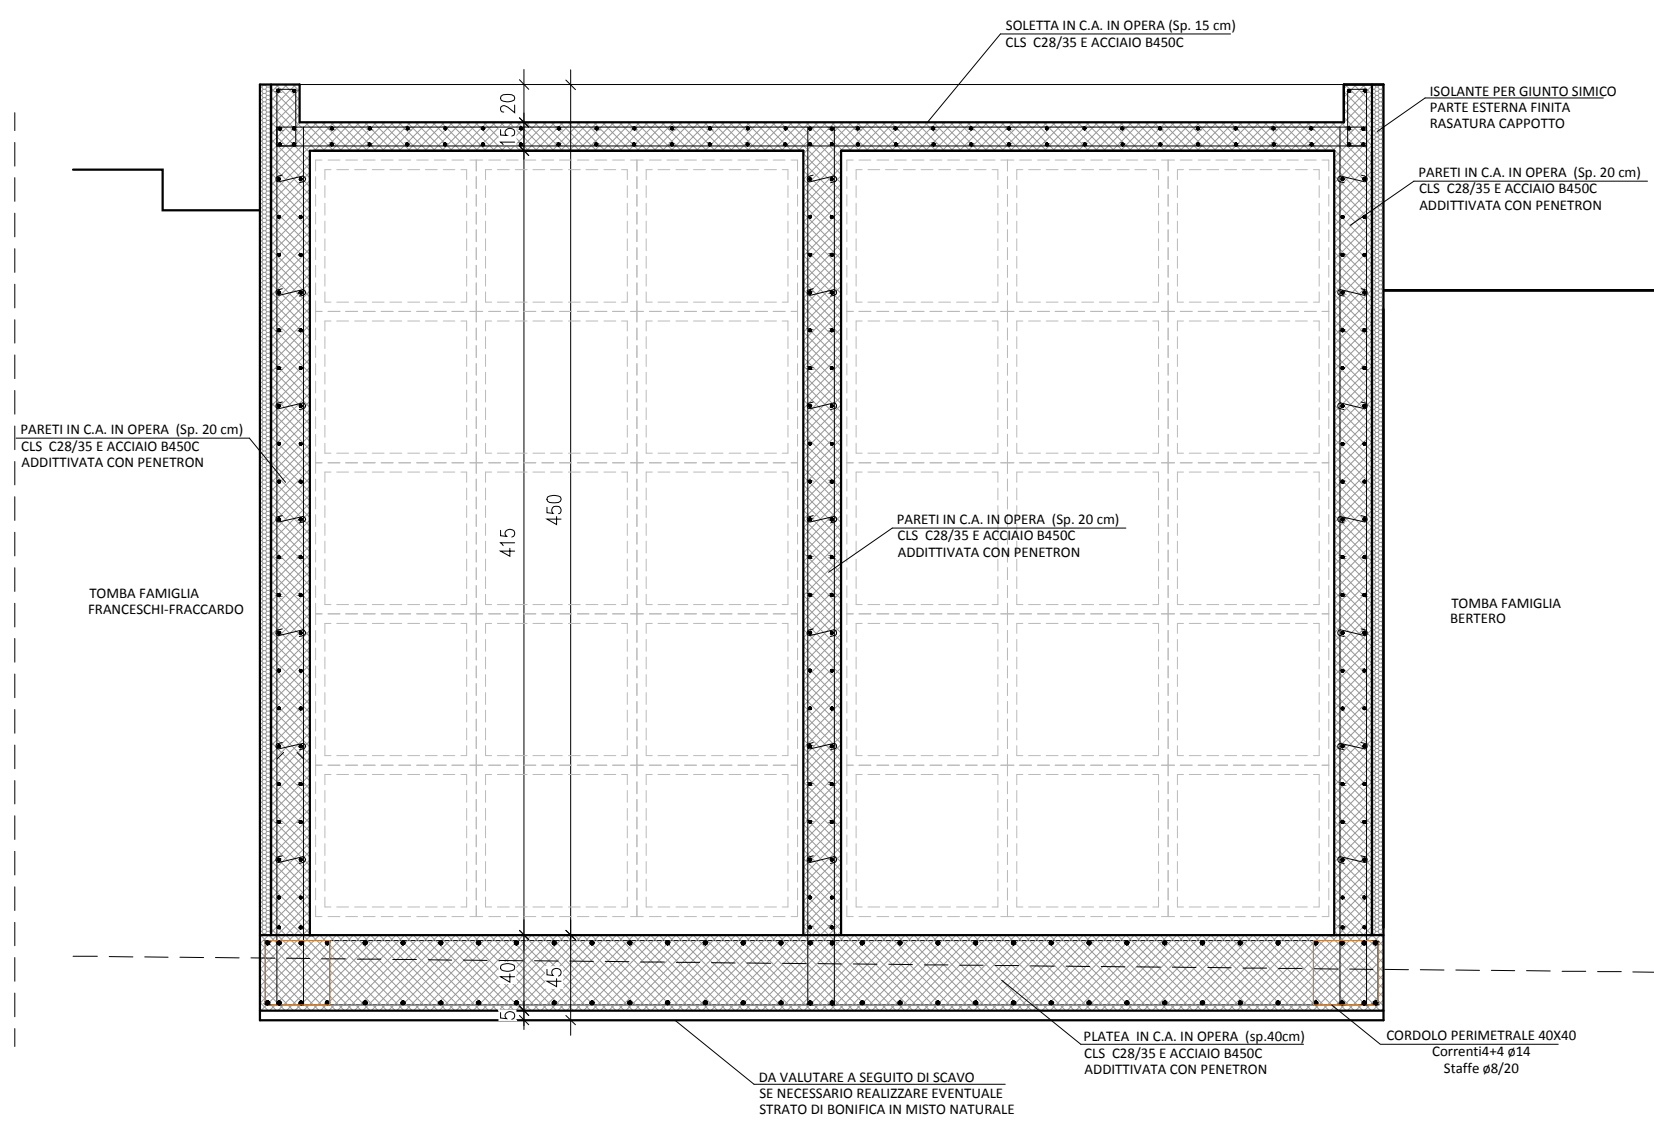 SOLETTA IN C.A. IN OPERA (Sp. 15 cm)
CLS C28/35 E ACCIAIO B450C
ISOLANTE PER GIUNTO SIMICO
PARTE ESTERNA FINITA
RASATURA CAPPOTTO
20
15
PARETI IN C.A. IN OPERA (Sp. 20 cm)
CLS C28/35 E ACCIAIO B450C
ADDITTIVATA CON PENETRON
PARETI IN C.A. IN OPERA (Sp. 20 cm)
CLS C28/35 E ACCIAIO B450C
ADDITTIVATA CON PENETRON
415
450
PARETI IN C.A. IN OPERA (Sp. 20 cm)
CLS C28/35 E ACCIAIO B450C
ADDITTIVATA CON PENETRON
TOMBA FAMIGLIA
FRANCESCHI-FRACCARDO
TOMBA FAMIGLIA
BERTERO
40
45
5
PLATEA IN C.A. IN OPERA (sp.40cm)
CLS C28/35 E ACCIAIO B450C
ADDITTIVATA CON PENETRON
CORDOLO PERIMETRALE 40X40
Correnti4+4 ø14
Staffe ø8/20
DA VALUTARE A SEGUITO DI SCAVO
SE NECESSARIO REALIZZARE EVENTUALE
STRATO DI BONIFICA IN MISTO NATURALE